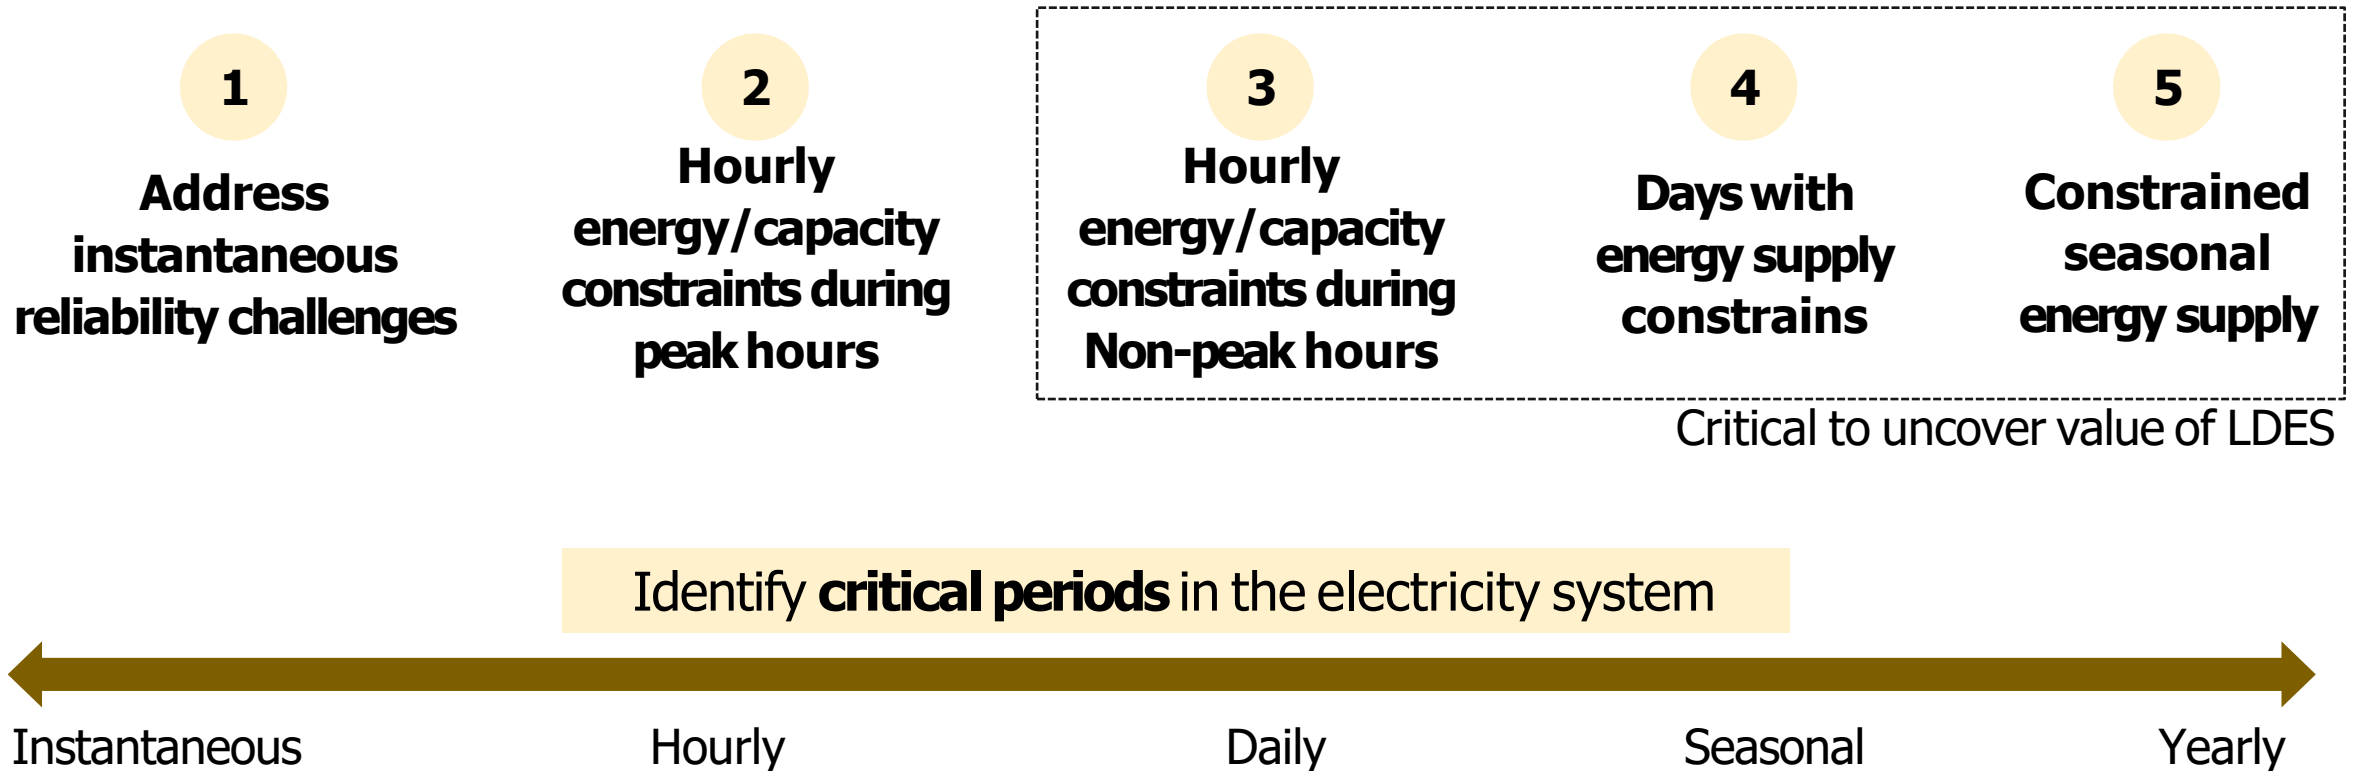 1
Address
instantaneous
reliability challenges
2
Hourly
energy/capacity
constraints during
peak hours
3
Hourly
energy/capacity
constraints during
Non-peak hours
4
Days with
energy supply
constrains
5
Constrained
seasonal
energy supply
Critical to uncover value of LDES
Identify critical periods in the electricity system
Instantaneous
Hourly
Daily
Seasonal
Yearly